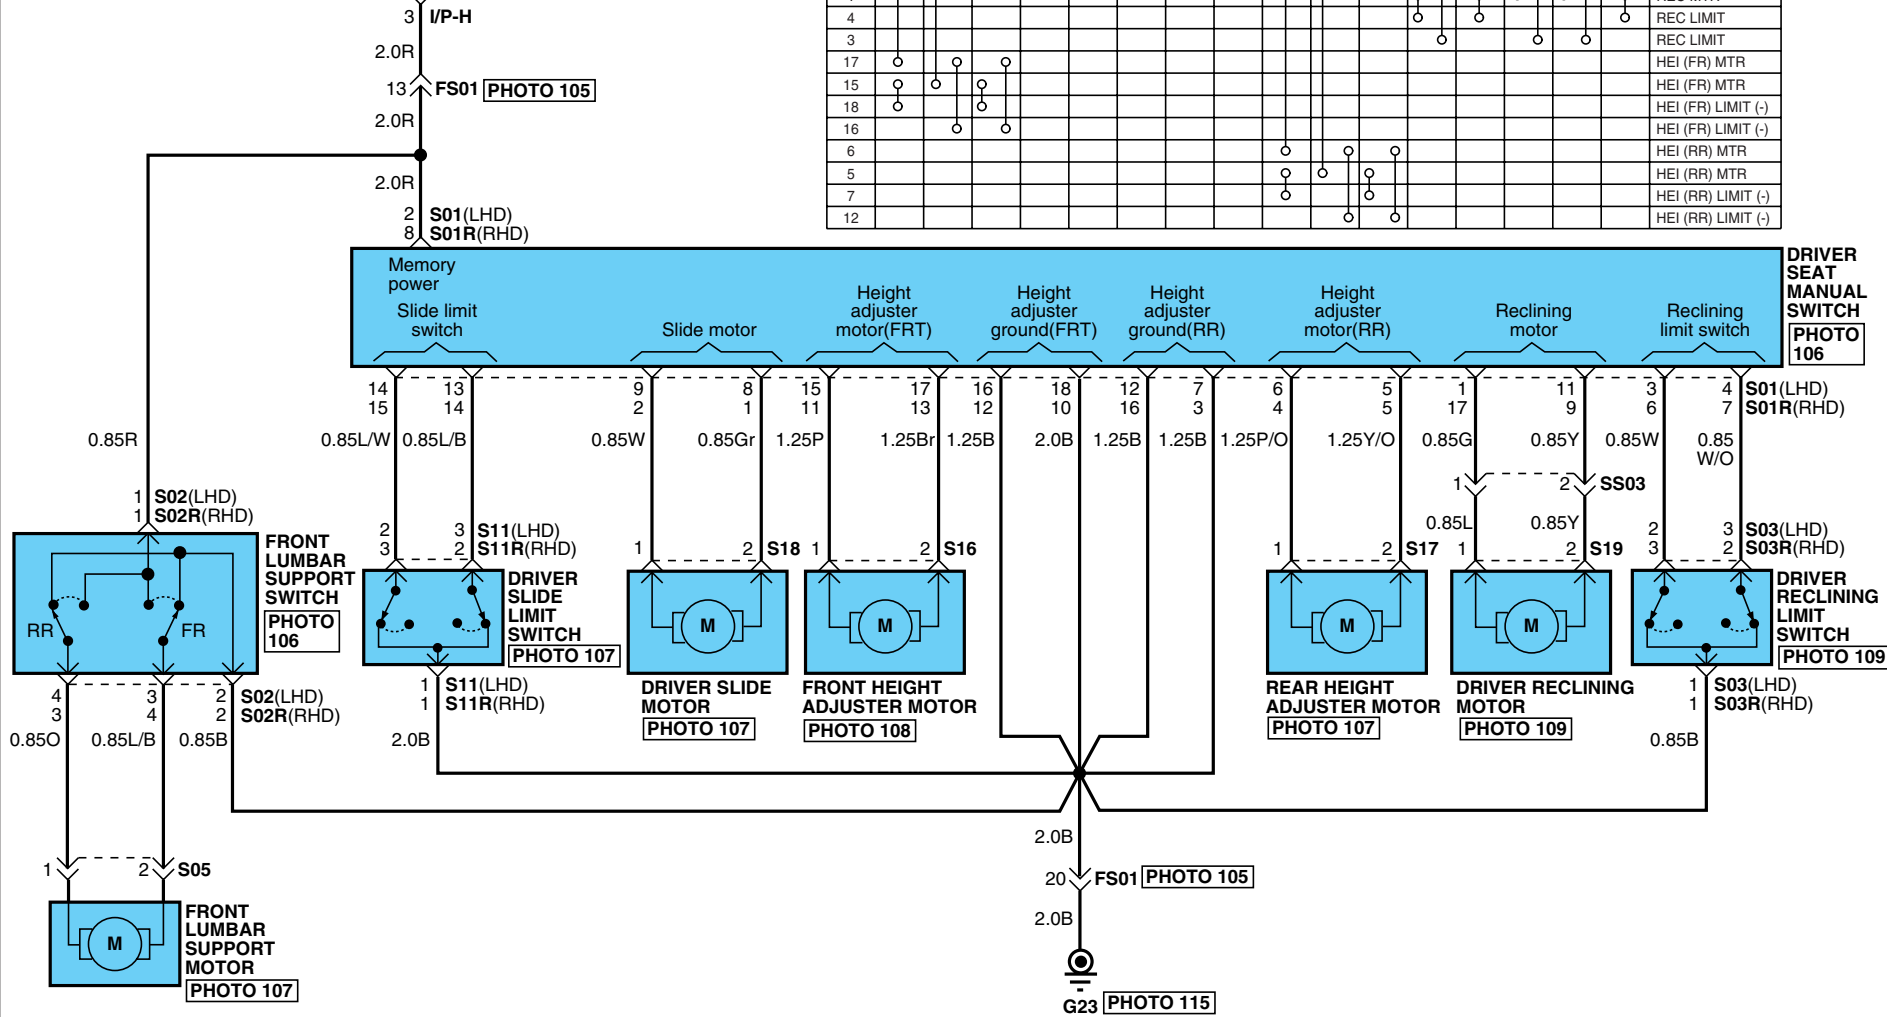 3 I/P-H
2.0R
13 FS01 PHOTO 105
2.0R
2.0R
2 S01(LHD)
8 S01R(RHD)
4 REC LIMIT
3 REC LIMIT
17 HEI (FR) MTR
15 HEI (FR) MTR
18 HEI (FR) LIMIT (-)
16 HEI (FR) LIMIT (-)
6 HEI (RR) MTR
5 HEI (RR) MTR
7 HEI (RR) LIMIT (-)
12 HEI (RR) LIMIT (-)
Memory
power
Slide limit
switch
Slide motor
Height
adjuster
motor(FRT)
Height
adjuster
ground(FRT)
Height
adjuster
ground(RR)
Height
adjuster
motor(RR)
Reclining
motor
Reclining
limit switch
DRIVER
SEAT
MANUAL
SWITCH
PHOTO
106
14 13 9 8 15 17 16 18 12 7 6 5 1 11 3 4 S01(LHD)
15 14 2 1 11 13 12 10 16 3 4 5 17 9 6 7 S01R(RHD)
0.85R 0.85L/W 0.85L/B 0.85W 0.85Gr 1.25P 1.25Br 1.25B 2.0B 1.25B 1.25B 1.25P/O 1.25Y/O 0.85G 0.85Y 0.85W 0.85
W/O
1 2 SS03
0.85L 0.85Y
1 S02(LHD)
1 S02R(RHD)
2 3 S11(LHD)
3 2 S11R(RHD)
1 2 S18
1 2 S16
1 2 S17
1 2 S19
2 3 S03(LHD)
3 2 S03R(RHD)
RR FR
FRONT
LUMBAR
SUPPORT
SWITCH
PHOTO
106
DRIVER
SLIDE
LIMIT
SWITCH
PHOTO 107
M
M
M
M
DRIVER
RECLINING
LIMIT
SWITCH
PHOTO 109
DRIVER SLIDE
MOTOR
PHOTO 107
FRONT HEIGHT
ADJUSTER MOTOR
PHOTO 108
REAR HEIGHT
ADJUSTER MOTOR
PHOTO 107
DRIVER RECLINING
MOTOR
PHOTO 109
4 3 2 S02(LHD)
3 4 2 S02R(RHD)
0.85O 0.85L/B 0.85B
1 S11(LHD)
1 S11R(RHD)
2.0B
1 S03(LHD)
1 S03R(RHD)
0.85B
1 2 S05
M
FRONT
LUMBAR
SUPPORT
MOTOR
PHOTO 107
2.0B
20 FS01 PHOTO 105
2.0B
G23 PHOTO 115